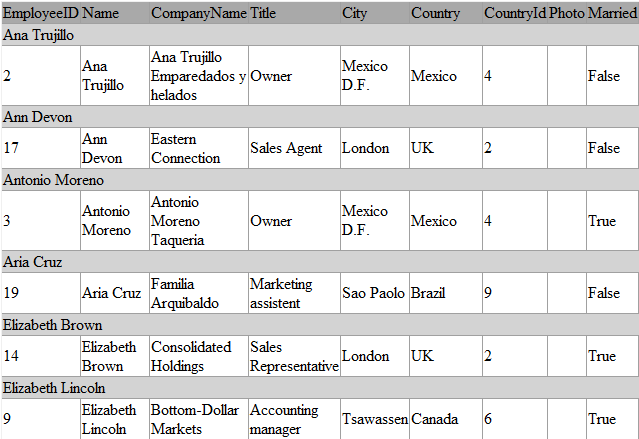 EmployeeID Name CompanyName Title City Country CountryId Photo Married
Ana Trujillo
2 Ana Trujillo Ana Trujillo Emparedados y helados Owner Mexico D.F. Mexico 4 False
Ann Devon
17 Ann Devon Eastern Connection Sales Agent London UK 2 False
Antonio Moreno
3 Antonio Moreno Antonio Moreno Taqueria Owner Mexico D.F. Mexico 4 True
Aria Cruz
19 Aria Cruz Familia Arquibaldo Marketing assistent Sao Paolo Brazil 9 False
Elizabeth Brown
14 Elizabeth Brown Consolidated Holdings Sales Representative London UK 2 True
Elizabeth Lincoln
9 Elizabeth Lincoln Bottom-Dollar Markets Accounting manager Tsawassen Canada 6 True